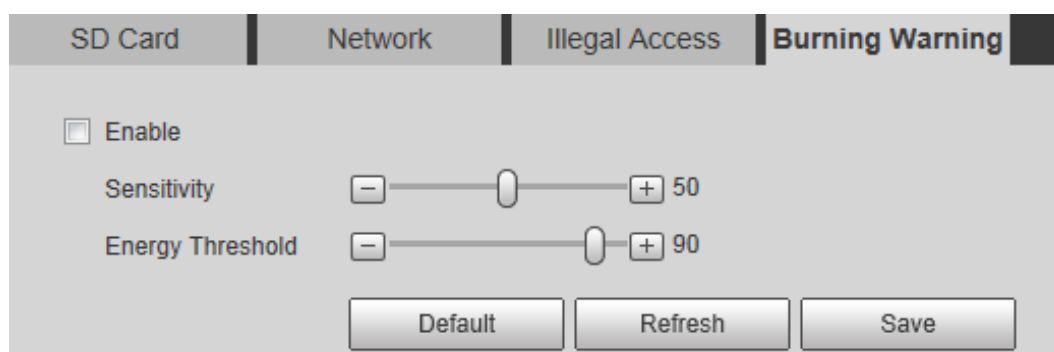 SD Card Network Illegal Access Burning Warning
Enable
Sensitivity 50
Energy Threshold 90
Default Refresh Save